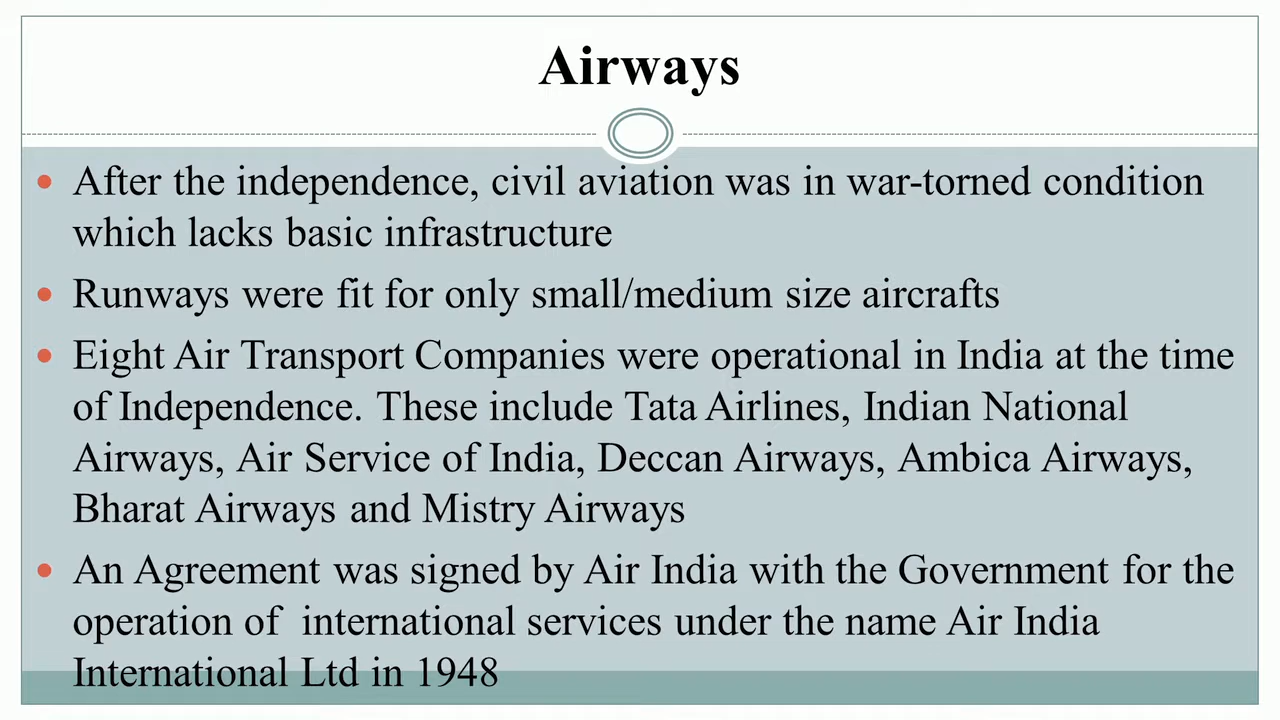 Airways
• After the independence, civil aviation was in war-torned condition
which lacks basic infrastructure
• Runways were fit for only small/medium size aircrafts
• Eight Air Transport Companies were operational in India at the time
of Independence. These include Tata Airlines, Indian National
Airways, Air Service of India, Deccan Airways, Ambica Airways,
Bharat Airways and Mistry Airways
• An Agreement was signed by Air India with the Government for the
operation of  international services under the name Air India
International Ltd in 1948